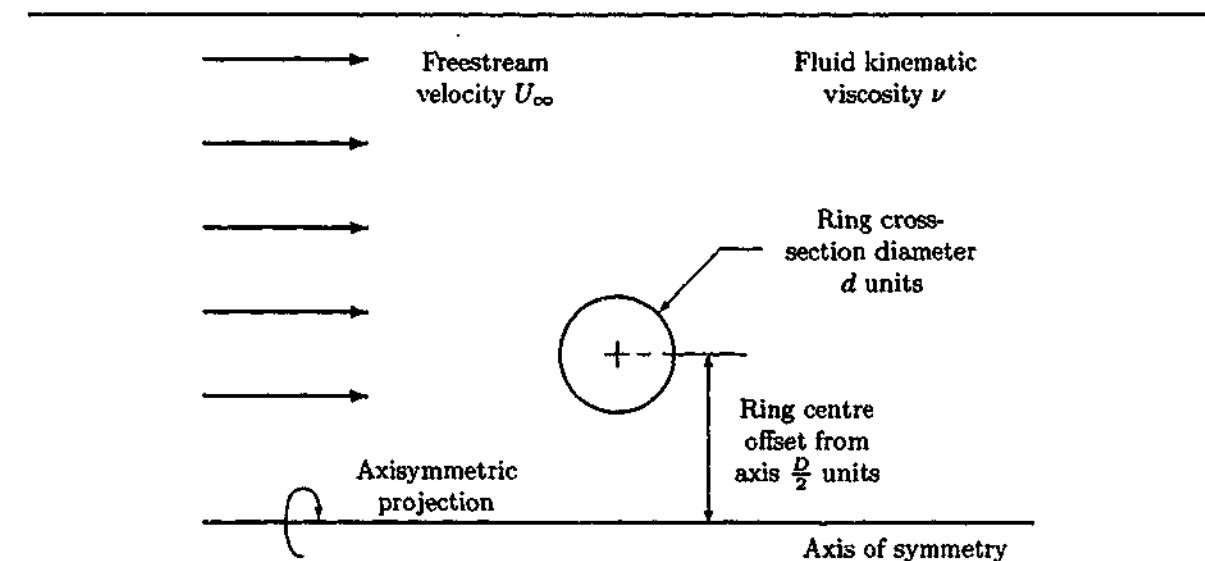 Freestream
velocity U∞
Fluid kinematic
viscosity ν
Ring cross-
section diameter
d units
Ring centre
offset from
axis D/2 units
Axisymmetric
projection
Axis of symmetry